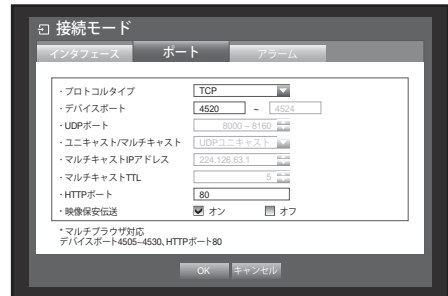 接続モード
インタフェース ポート アラーム
・プロトコルタイプ TCP
・デバイスポート 4520 ~ 4524
・UDPポート 8000 ~ 8160
・ユニキャスト/マルチキャスト UDPユニキャスト
・マルチキャストIPアドレス 224.126.63.1
・マルチキャストTTL 5
・HTTPポート 80
・映像保安伝送 オン オフ
*マルチブラウザ対応
デバイスポート4505~4530、HTTPポート80
OK キャンセル